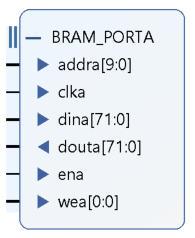 BRAM_PORTA
addra[9:0]
clka
dina[71:0]
douta[71:0]
ena
wea[0:0]